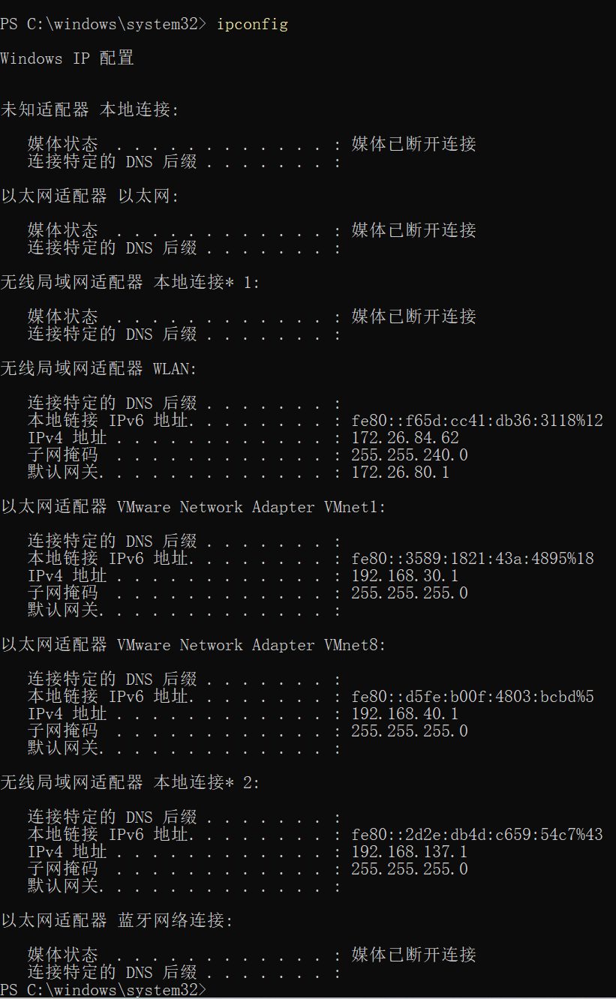 PS C:\windows\system32> ipconfig
Windows IP 配置
未知适配器 本地连接:
媒体状态  . . . . . . . . . . . . : 媒体已断开连接
连接特定的 DNS 后缀 . . . . . . . :
以太网适配器 以太网:
媒体状态  . . . . . . . . . . . . : 媒体已断开连接
连接特定的 DNS 后缀 . . . . . . . :
无线局域网适配器 本地连接* 1:
媒体状态  . . . . . . . . . . . . : 媒体已断开连接
连接特定的 DNS 后缀 . . . . . . . :
无线局域网适配器 WLAN:
连接特定的 DNS 后缀 . . . . . . . :
本地链接 IPv6 地址. . . . . . . . : fe80::f65d:cc41:db36:3118%12
IPv4 地址 . . . . . . . . . . . . : 172.26.84.62
子网掩码  . . . . . . . . . . . . : 255.255.240.0
默认网关. . . . . . . . . . . . . : 172.26.80.1
以太网适配器 VMware Network Adapter VMnet1:
连接特定的 DNS 后缀 . . . . . . . :
本地链接 IPv6 地址. . . . . . . . : fe80::3589:1821:43a:4895%18
IPv4 地址 . . . . . . . . . . . . : 192.168.30.1
子网掩码  . . . . . . . . . . . . : 255.255.255.0
默认网关. . . . . . . . . . . . . :
以太网适配器 VMware Network Adapter VMnet8:
连接特定的 DNS 后缀 . . . . . . . :
本地链接 IPv6 地址. . . . . . . . : fe80::d5fe:b00f:4803:bcbd%5
IPv4 地址 . . . . . . . . . . . . : 192.168.40.1
子网掩码  . . . . . . . . . . . . : 255.255.255.0
默认网关. . . . . . . . . . . . . :
无线局域网适配器 本地连接* 2:
连接特定的 DNS 后缀 . . . . . . . :
本地链接 IPv6 地址. . . . . . . . : fe80::2d2e:db4d:c659:54c7%43
IPv4 地址 . . . . . . . . . . . . : 192.168.137.1
子网掩码  . . . . . . . . . . . . : 255.255.255.0
默认网关. . . . . . . . . . . . . :
以太网适配器 蓝牙网络连接:
媒体状态  . . . . . . . . . . . . : 媒体已断开连接
连接特定的 DNS 后缀 . . . . . . . :
PS C:\windows\system32>